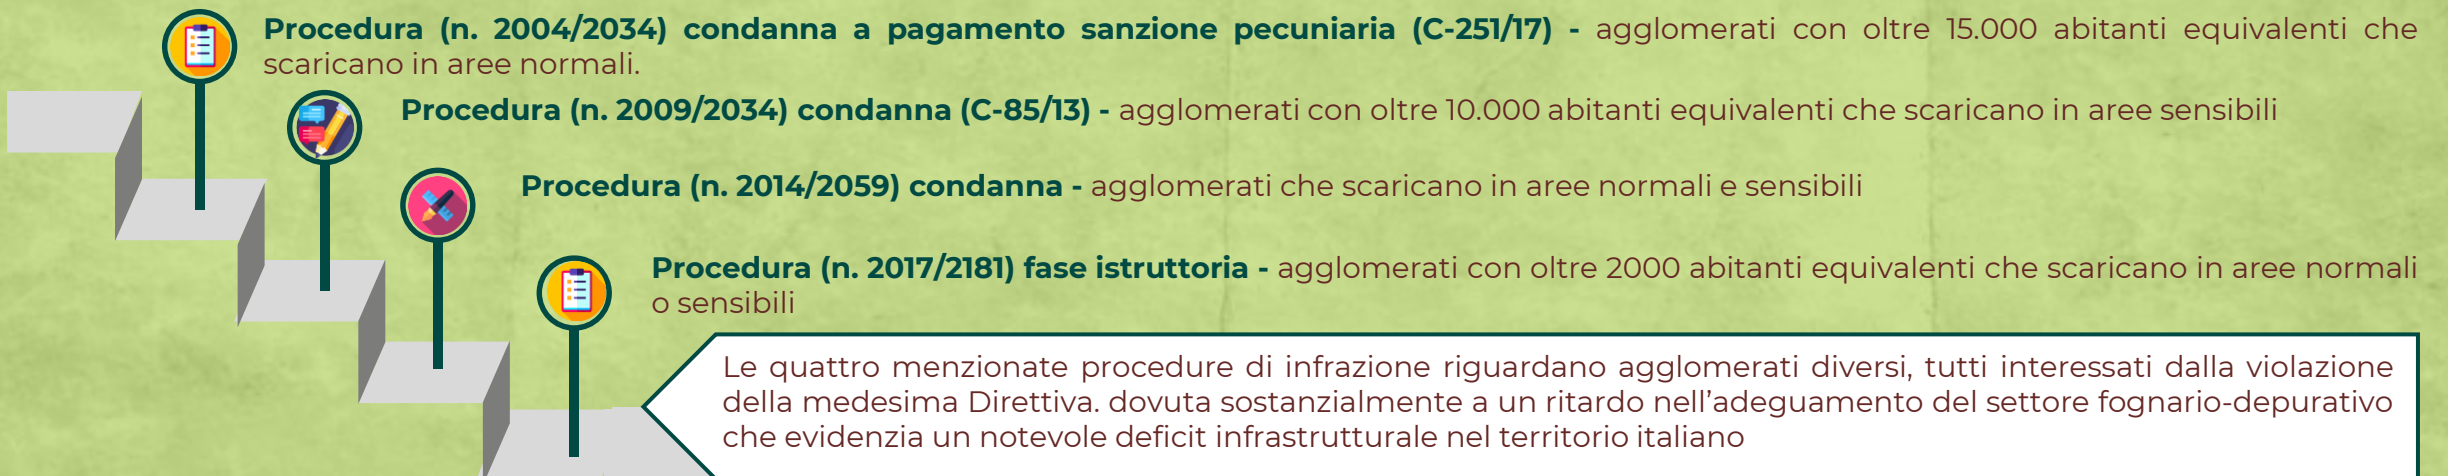 Procedura (n. 2004/2034) condanna a pagamento sanzione pecuniaria (C-251/17) - agglomerati con oltre 15.000 abitanti equivalenti che
scaricano in aree normali.
Procedura (n. 2009/2034) condanna (C-85/13) - agglomerati con oltre 10.000 abitanti equivalenti che scaricano in aree sensibili
Procedura (n. 2014/2059) condanna - agglomerati che scaricano in aree normali e sensibili
Procedura (n. 2017/2181) fase istruttoria - agglomerati con oltre 2000 abitanti equivalenti che scaricano in aree normali
o sensibili
Le quattro menzionate procedure di infrazione riguardano agglomerati diversi, tutti interessati dalla violazione
della medesima Direttiva. dovuta sostanzialmente a un ritardo nell’adeguamento del settore fognario-depurativo
che evidenzia un notevole deficit infrastrutturale nel territorio italiano